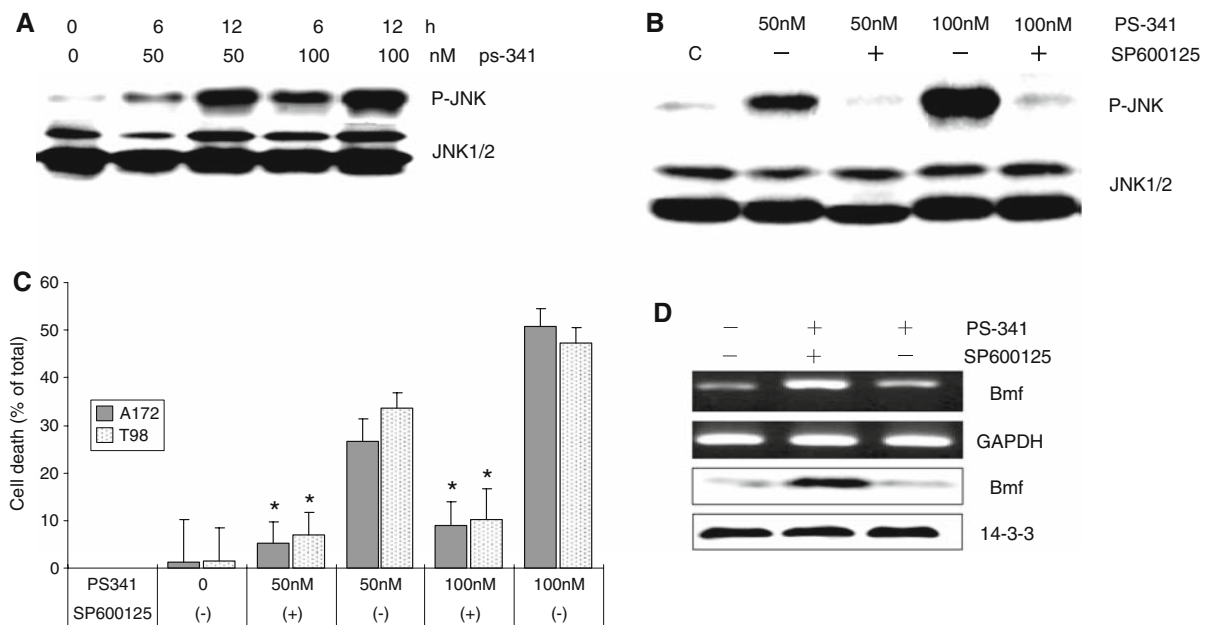 A
0 6 12 6 12 h
0 50 50 100 100 nM ps-341
P-JNK
JNK1/2
B
50nM 50nM 100nM 100nM PS-341
C − + − + SP600125
P-JNK
JNK1/2
C
Cell death (% of total)
60
50
40
30
20
10
0
A172
T98
* * * *
PS341 0 50nM 50nM 100nM 100nM
SP600125 (-) (+) (-) (+) (-)
D
− + + PS-341
− + − SP600125
Bmf
GAPDH
Bmf
14-3-3